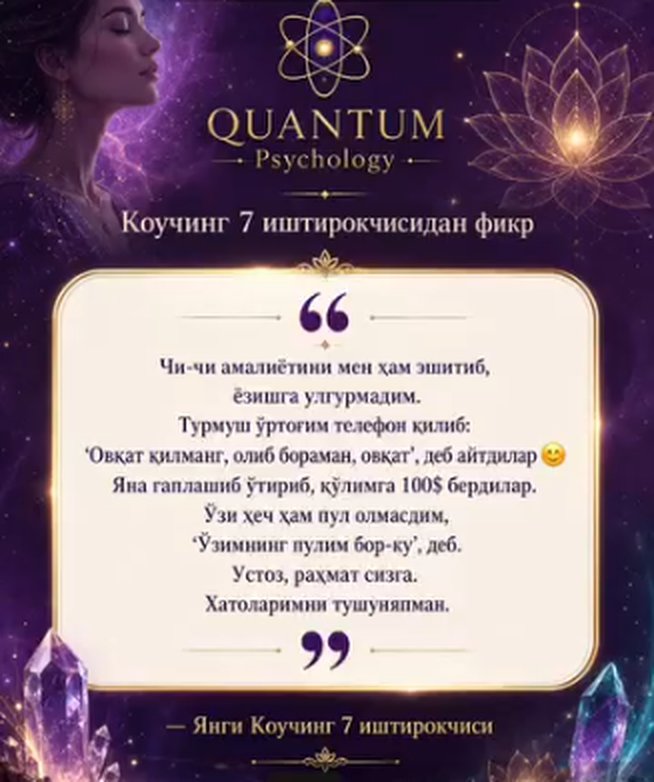 QUANTUM
Psychology
Коучинг 7 иштирокчисидан фикр
“
Чи-чи амалиётини мен ҳам эшитиб,
ёзишга улгурмадим.
Турмуш ўртоғим телефон қилиб:
‘Овқат қилманг, олиб бораман, овқат’, деб айтдилар 😊
Яна гаплашиб ўтириб, қўлимга 100$ бердилар.
Ўзи ҳеч ҳам пул олмасдим,
‘Ўзимнинг пулим бор-ку’, деб.
Устоз, раҳмат сизга.
Хатоларимни тушуняпман.
”
— Янги Коучинг 7 иштирокчиси